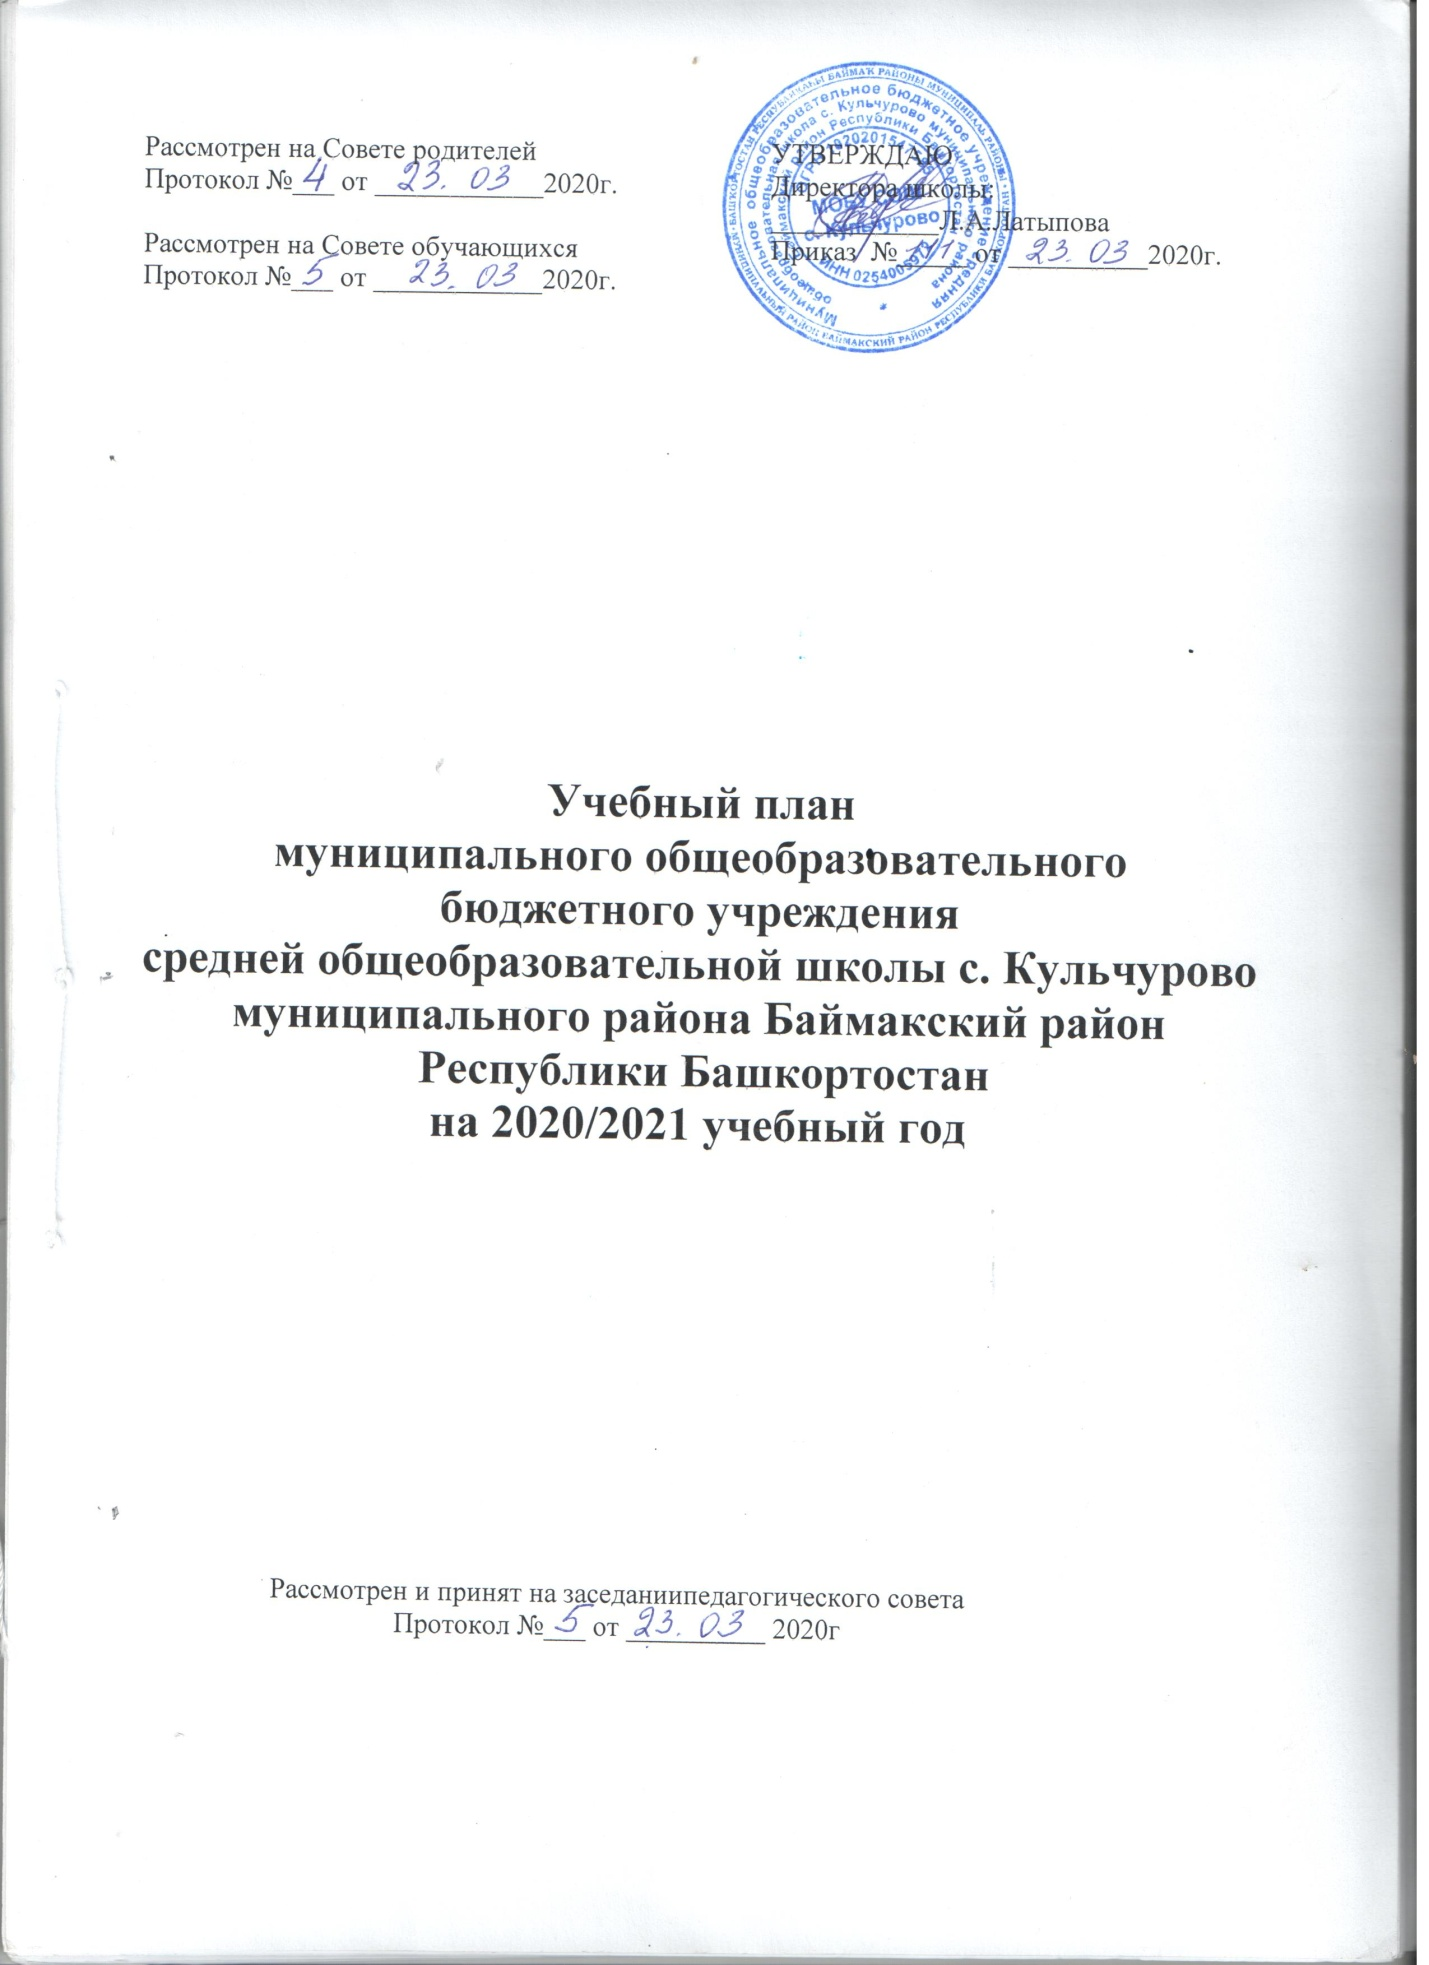 Рассмотрен на Совете родителей
Протокол №4 от 23. 03 2020г.
Рассмотрен на Совете обучающихся
Протокол №5 от 23. 03 2020г.
УТВЕРЖДАЮ
Директора школы:
Л.А.Латыпова
Приказ № от 23. 03 2020г.
МОБУ СОШ
с. Кульчурово
Учебный план
муниципального общеобразовательного
бюджетного учреждения
средней общеобразовательной школы с. Кульчурово
муниципального района Баймакский район
Республики Башкортостан
на 2020/2021 учебный год
Рассмотрен и принят на заседаниипедагогического совета
Протокол №5 от 23. 03 2020г